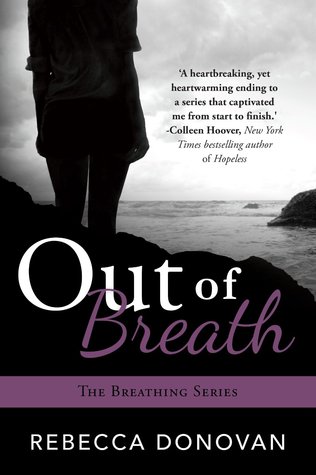 'A heartbreaking, yet
heartwarming ending to
a series that captivated
me from start to finish.'
-Colleen Hoover, New York
Times bestselling author
of Hopeless
Out of
Breath
The Breathing Series
REBECCA DONOVAN